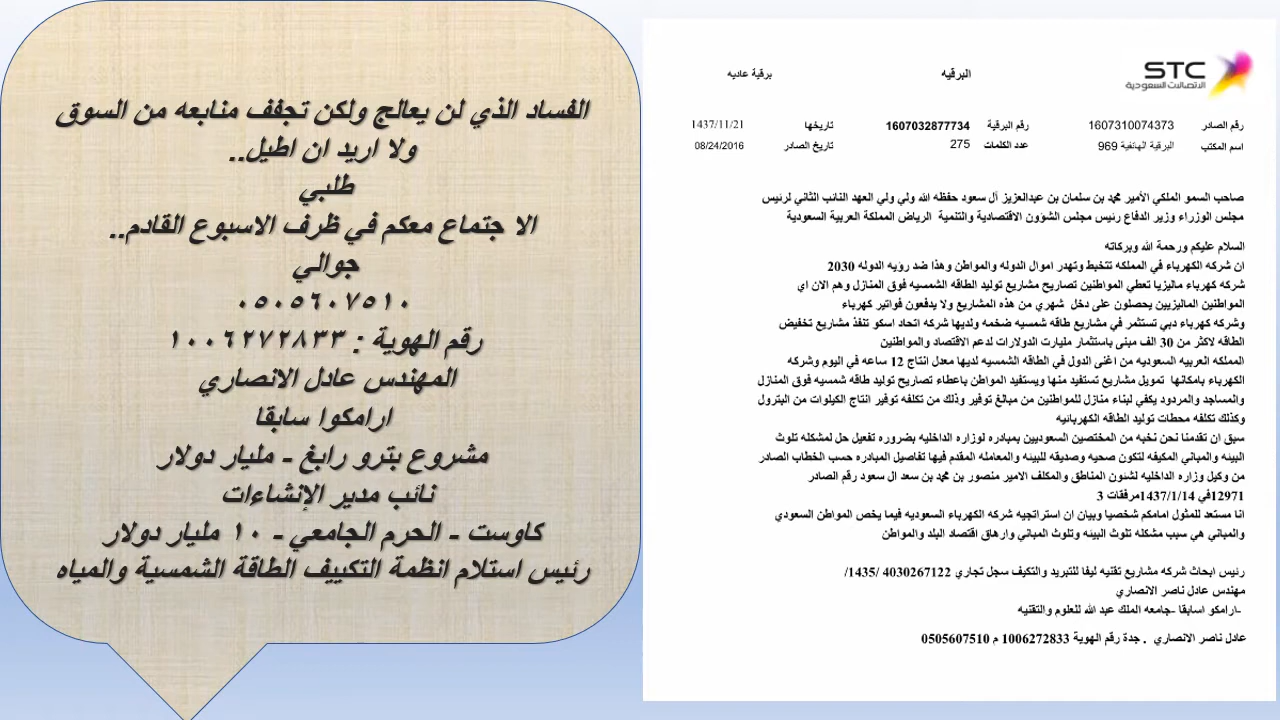 الفساد الذي لن يعالج ولكن تجفف منابعه من السوق
ولا اريد ان اطيل..
طلبي
الا جتماع معكم في ظرف الاسبوع القادم..
جوالي
٠٥٠٥٦٠٧٥١٠
رقم الهوية : ١٠٠٦٢٧٢٨٣٣
المهندس عادل الانصاري
ارامكوا سابقا
مشروع بترو رابغ - مليار دولار
نائب مدير الإنشاءات
كاوست - الحرم الجامعي - ١٠ مليار دولار
رئيس استلام انظمة التكييف الطاقة الشمسية والمياه
STC
الاتصالات السعودية
البرقيه برقية عاديه
رقم الصادر 1607310074373 رقم البرقية 1607032877734 تاريخها 1437/11/21
اسم المكتب البرقية الهاتفية 969 عدد الكلمات 275 تاريخ الصادر 08/24/2016
صاحب السمو الملكي الأمير محمد بن سلمان بن عبدالعزيز آل سعود حفظه الله ولي ولي العهد النائب الثاني لرئيس
مجلس الوزراء وزير الدفاع رئيس مجلس الشؤون الاقتصادية والتنمية الرياض المملكة العربية السعودية
السلام عليكم ورحمة الله وبركاته
ان شركه الكهرباء في المملكه تتخبط وتهدر اموال الدوله والمواطن وهذا ضد رؤيه الدوله 2030
شركه كهرباء ماليزيا تعطي المواطنين تصاريح مشاريع توليد الطاقه الشمسيه فوق المنازل وهم الان اي
المواطنين الماليزيين يحصلون على دخل شهري من هذه المشاريع ولا يدفعون فواتير كهرباء
وشركه كهرباء دبي تستثمر في مشاريع طاقه شمسيه ضخمه ولديها شركه اتحاد اسكو تنفذ مشاريع تخفيض
الطاقه لاكثر من 30 الف مبنى باستثمار مليارت الدولارات لدعم الاقتصاد والمواطنين
المملكه العربيه السعوديه من اغنى الدول في الطاقه الشمسيه لديها معدل انتاج 12 ساعه في اليوم وشركه
الكهرباء بامكانها تمويل مشاريع تستفيد منها ويستفيد المواطن باعطاء تصاريح توليد طاقه شمسيه فوق المنازل
والمساجد والمردود يكفي لبناء منازل للمواطنين من مبالغ توفير وذلك من تكلفه توفير انتاج الكيلوات من البترول
وكذلك تكلفه محطات توليد الطاقه الكهربائيه
سبق ان تقدمنا نحن نخبه من المختصين السعوديين بمبادره لوزاره الداخليه بضروره تفعيل حل لمشكله تلوث
البيئه والمباني المكيفه لتكون صحيه وصديقه للبيئه والمعامله المقدم فيها تفاصيل المبادره حسب الخطاب الصادر
من وكيل وزاره الداخليه لشئون المناطق والمكلف الامير منصور بن محمد بن سعد ال سعود رقم الصادر
12971في 1437/1/14مرفقات 3
انا مستعد للمثول امامكم شخصيا وبيان ان استراتجيه شركه الكهرباء السعوديه فيما يخص المواطن السعودي
والمباني هي سبب مشكله تلوث البيئه وتلوث المباني وارهاق اقتصاد البلد والمواطن
رئيس ابحاث شركه مشاريع تقنيه ليفا للتبريد والتكيف سجل تجاري 4030267122 /1435/
مهندس عادل ناصر الانصاري
-ارامكو اسابقا -جامعه الملك عبد الله للعلوم والتقنيه
عادل ناصر الانصاري . جدة رقم الهوية 1006272833 م 0505607510